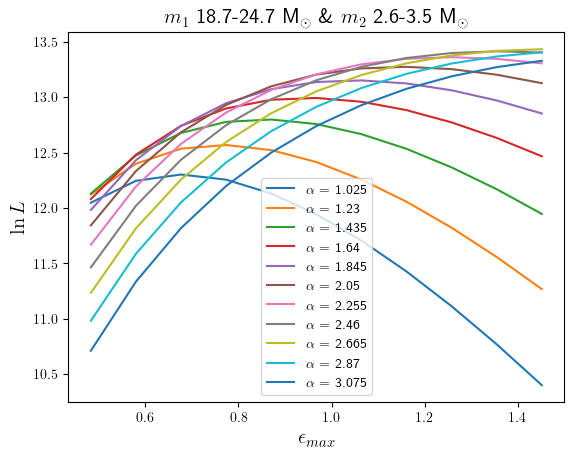 m₁ 18.7-24.7 M⊙ & m₂ 2.6-3.5 M⊙
ln L
13.5
13.0
12.5
12.0
11.5
11.0
10.5
α = 1.025
α = 1.23
α = 1.435
α = 1.64
α = 1.845
α = 2.05
α = 2.255
α = 2.46
α = 2.665
α = 2.87
α = 3.075
0.6 0.8 1.0 1.2 1.4
ϵmax